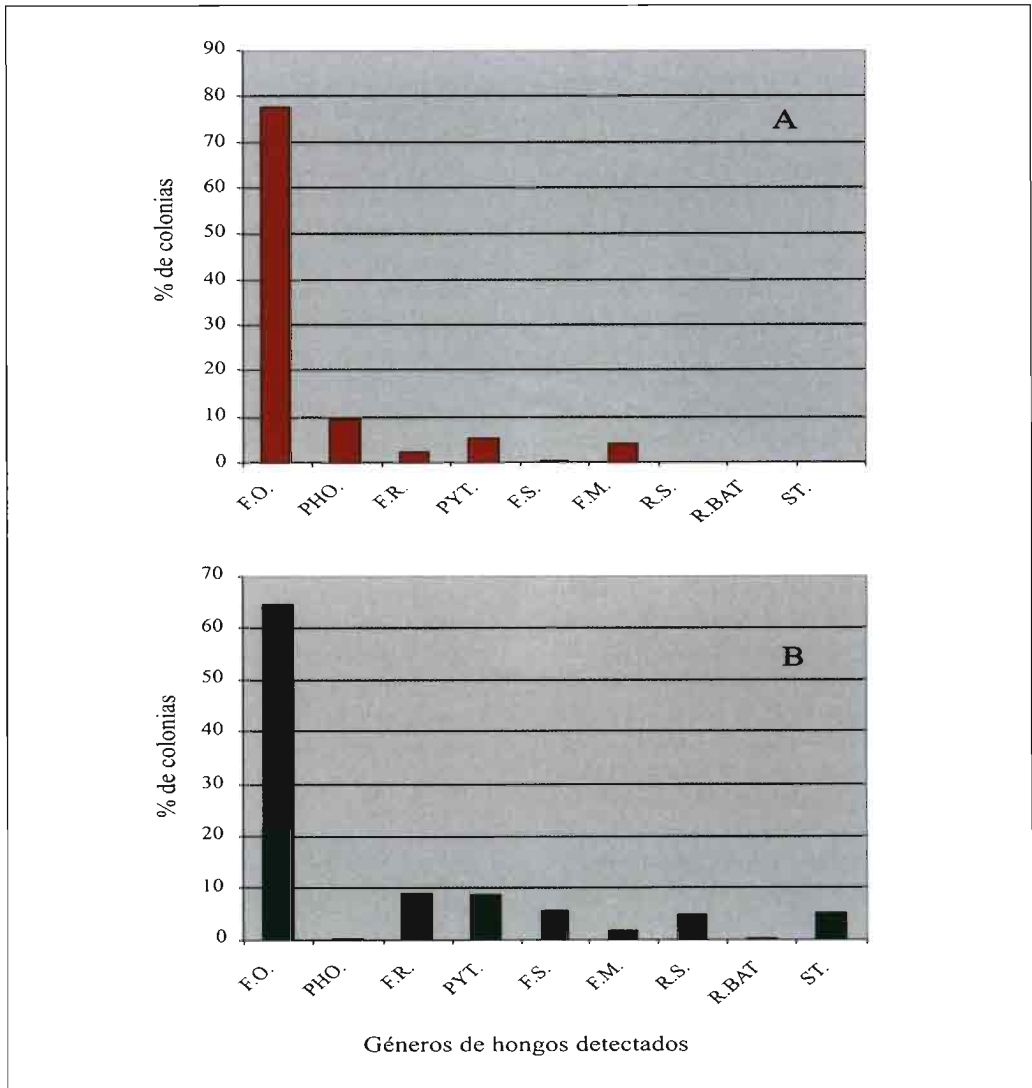 90
80
70
60
50
40
30
20
10
0
% de colonias
A
F.O. PHO. F.R. PYT. F.S. F.M. R.S. R.BAT ST.
70
60
50
40
30
20
10
0
% de colonias
B
F.O. PHO. F.R. PYT. F.S. F.M. R.S. R.BAT ST.
Géneros de hongos detectados